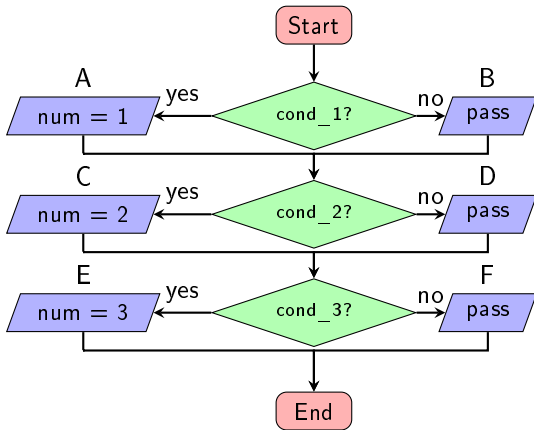 Start
A
B
yes
no
num = 1
cond_1?
pass
C
D
yes
no
num = 2
cond_2?
pass
E
F
yes
no
num = 3
cond_3?
pass
End